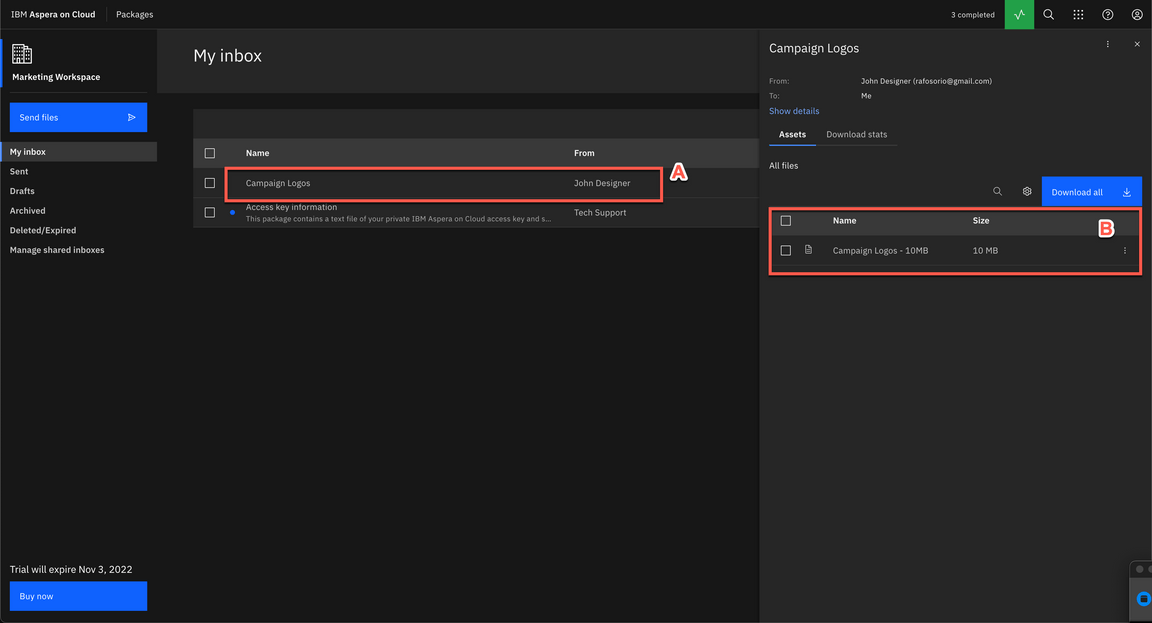 IBM Aspera on Cloud
Packages
3 completed
Marketing Workspace
Send files
My inbox
Sent
Drafts
Archived
Deleted/Expired
Manage shared inboxes
Trial will expire Nov 3, 2022
Buy now
My inbox
Name From
Campaign Logos John Designer
A
Access key information
This package contains a text file of your private IBM Aspera on Cloud access key and s...
Tech Support
Campaign Logos
From: John Designer (rafosorio@gmail.com)
To: Me
Show details
Assets Download stats
All files
Download all
Name Size
B
Campaign Logos - 10MB 10 MB